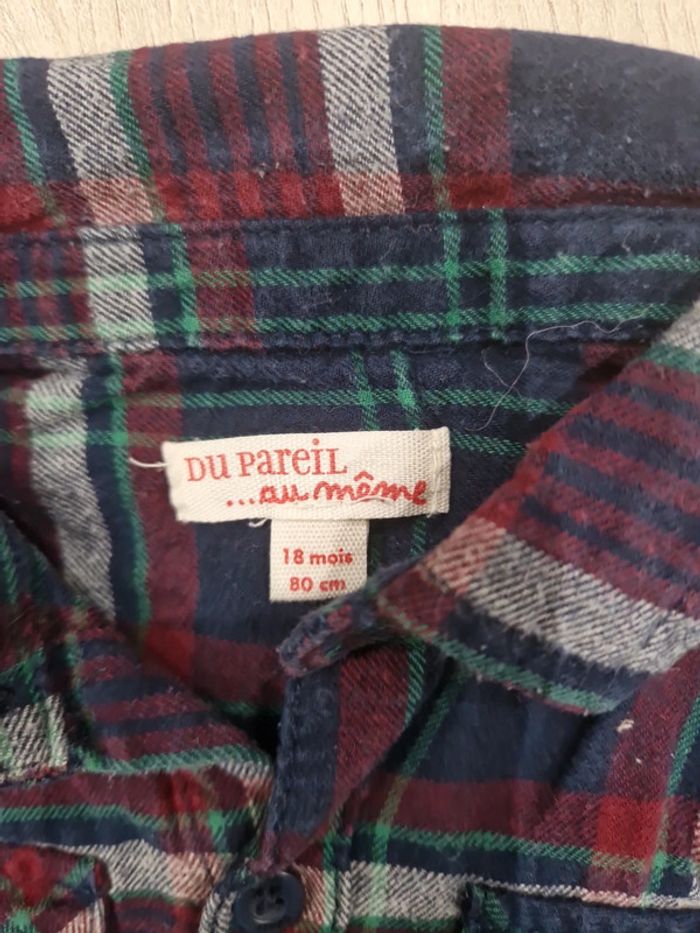 DU PAREIL
...au même
18 mois
80 cm